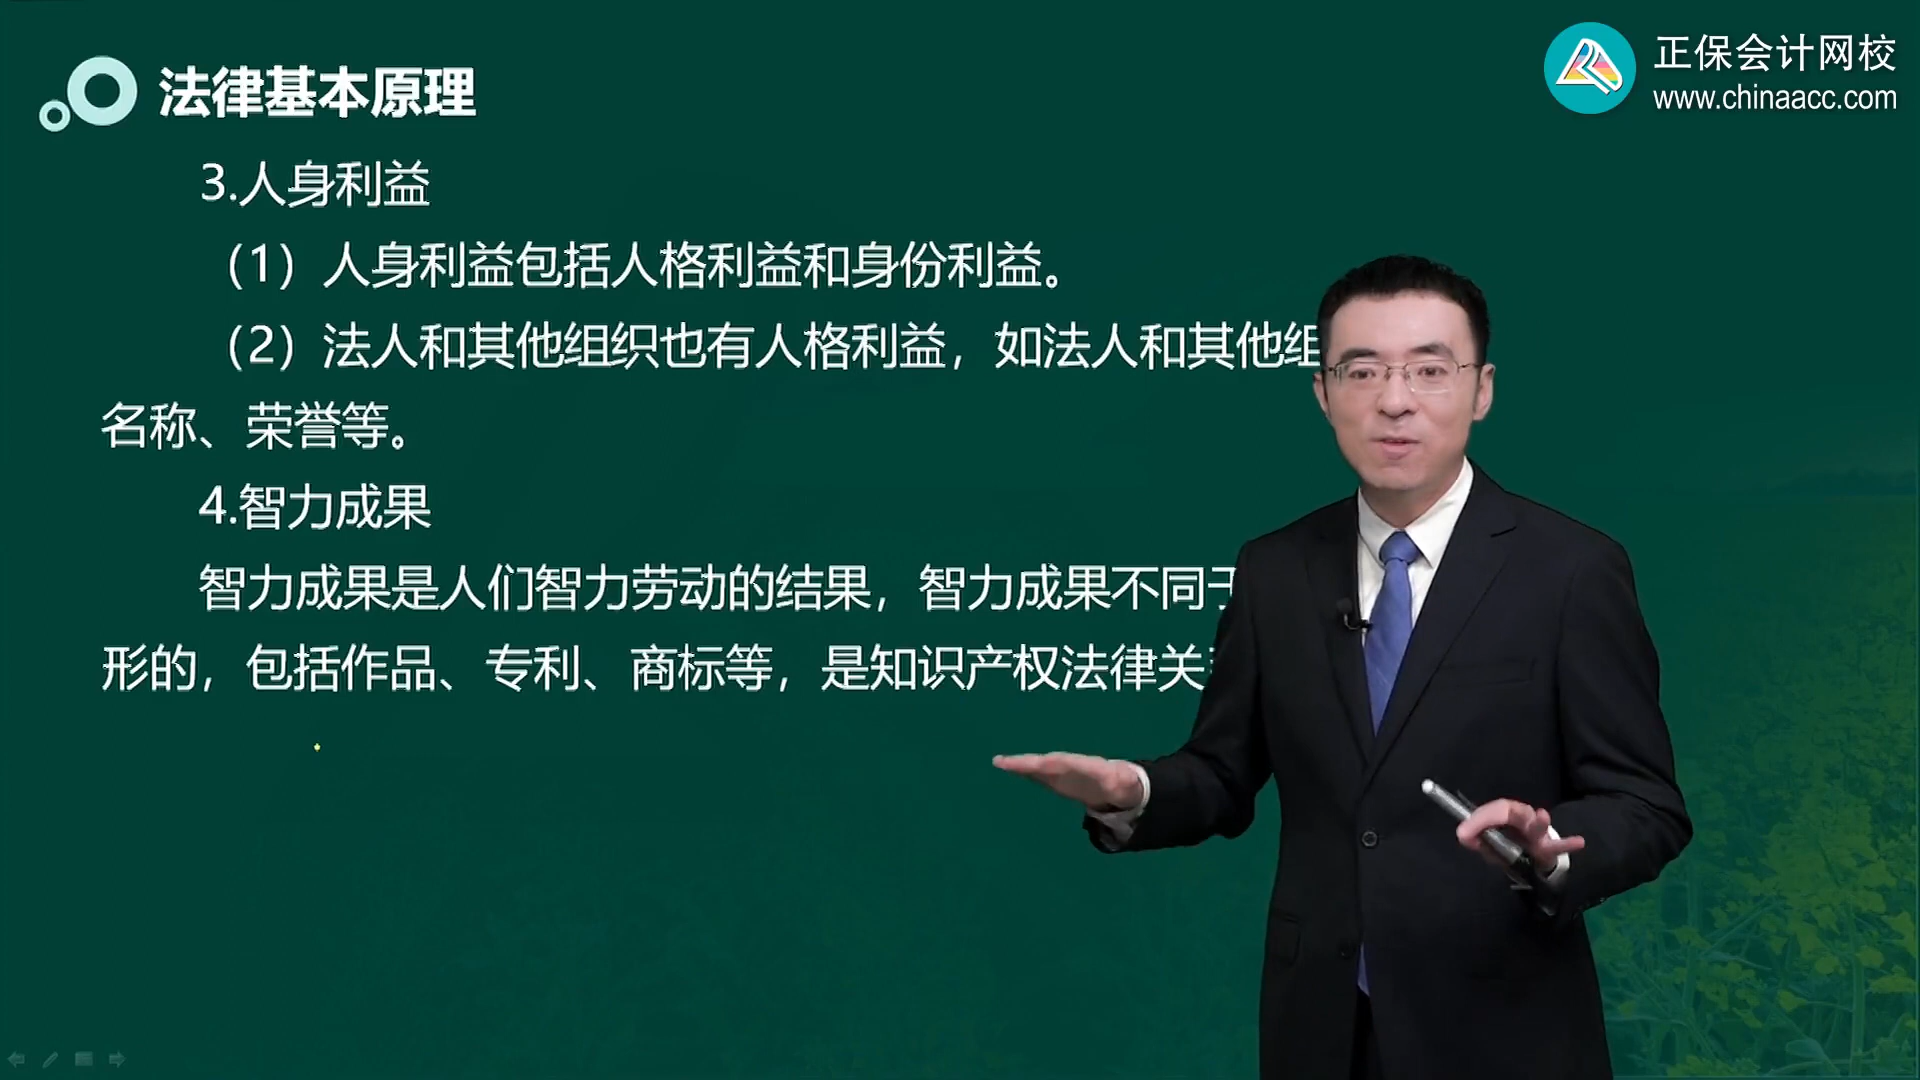 正保会计网校
www.chinaacc.com
法律基本原理
3.人身利益
（1）人身利益包括人格利益和身份利益。
（2）法人和其他组织也有人格利益，如法人和其他组
名称、荣誉等。
4.智力成果
智力成果是人们智力劳动的结果，智力成果不同于
形的，包括作品、专利、商标等，是知识产权法律关